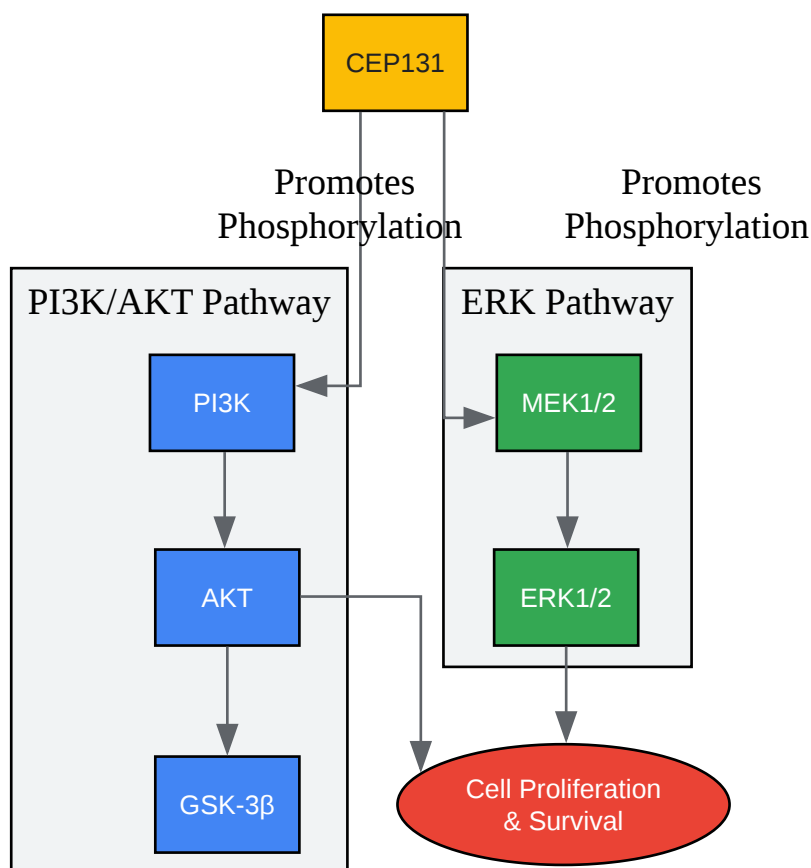 CEP131
Promotes
Phosphorylation
Promotes
Phosphorylation
PI3K/AKT Pathway
ERK Pathway
PI3K
MEK1/2
AKT
ERK1/2
GSK-3β
Cell Proliferation
& Survival